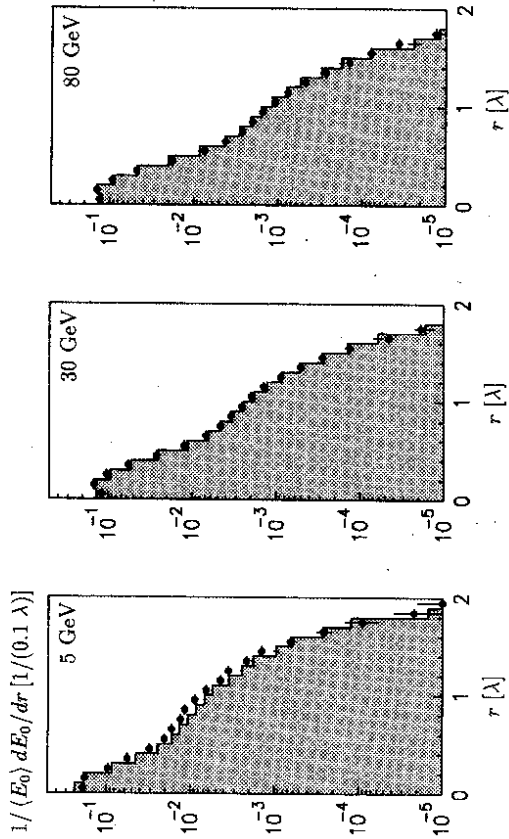 1/⟨E₀⟩ dE₀/dr [1/(0.1 λ)]
5 GeV
10⁻¹
10⁻²
10⁻³
10⁻⁴
10⁻⁵
0 1 2
r [λ]
30 GeV
10⁻¹
10⁻²
10⁻³
10⁻⁴
10⁻⁵
0 1 2
r [λ]
80 GeV
10⁻¹
10⁻²
10⁻³
10⁻⁴
10⁻⁵
0 1 2
r [λ]